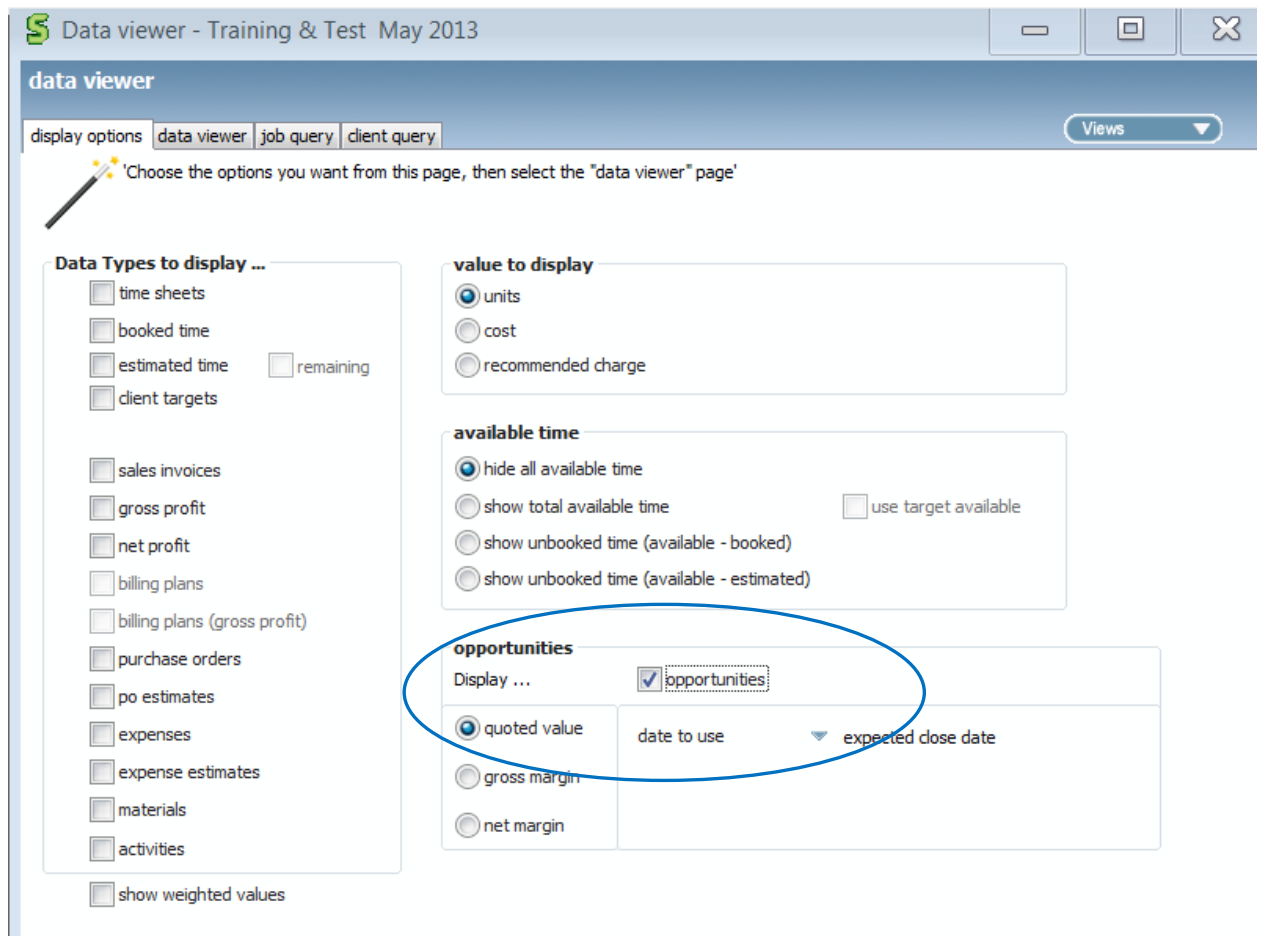 Data viewer - Training & Test May 2013
data viewer
display options data viewer job query client query Views
'Choose the options you want from this page, then select the "data viewer" page'
Data Types to display ...
time sheets
booked time
estimated time remaining
client targets
sales invoices
gross profit
net profit
billing plans
billing plans (gross profit)
purchase orders
po estimates
expenses
expense estimates
materials
activities
show weighted values
value to display
units
cost
recommended charge
available time
hide all available time
show total available time use target available
show unbooked time (available - booked)
show unbooked time (available - estimated)
opportunities
Display ... opportunities
quoted value date to use expected close date
gross margin
net margin